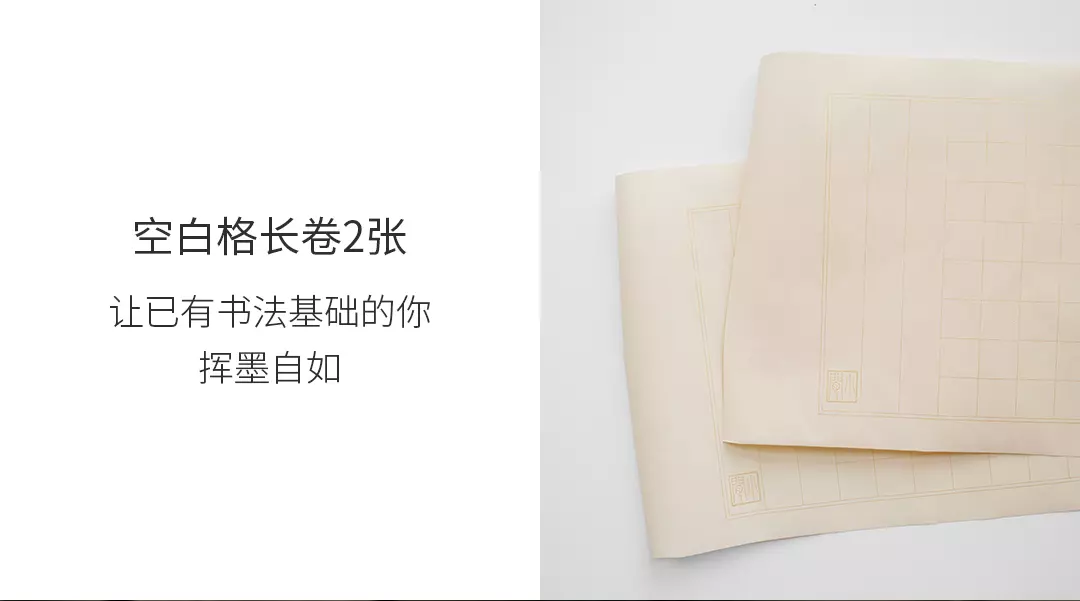 空白格长卷2张
让已有书法基础的你
挥墨自如